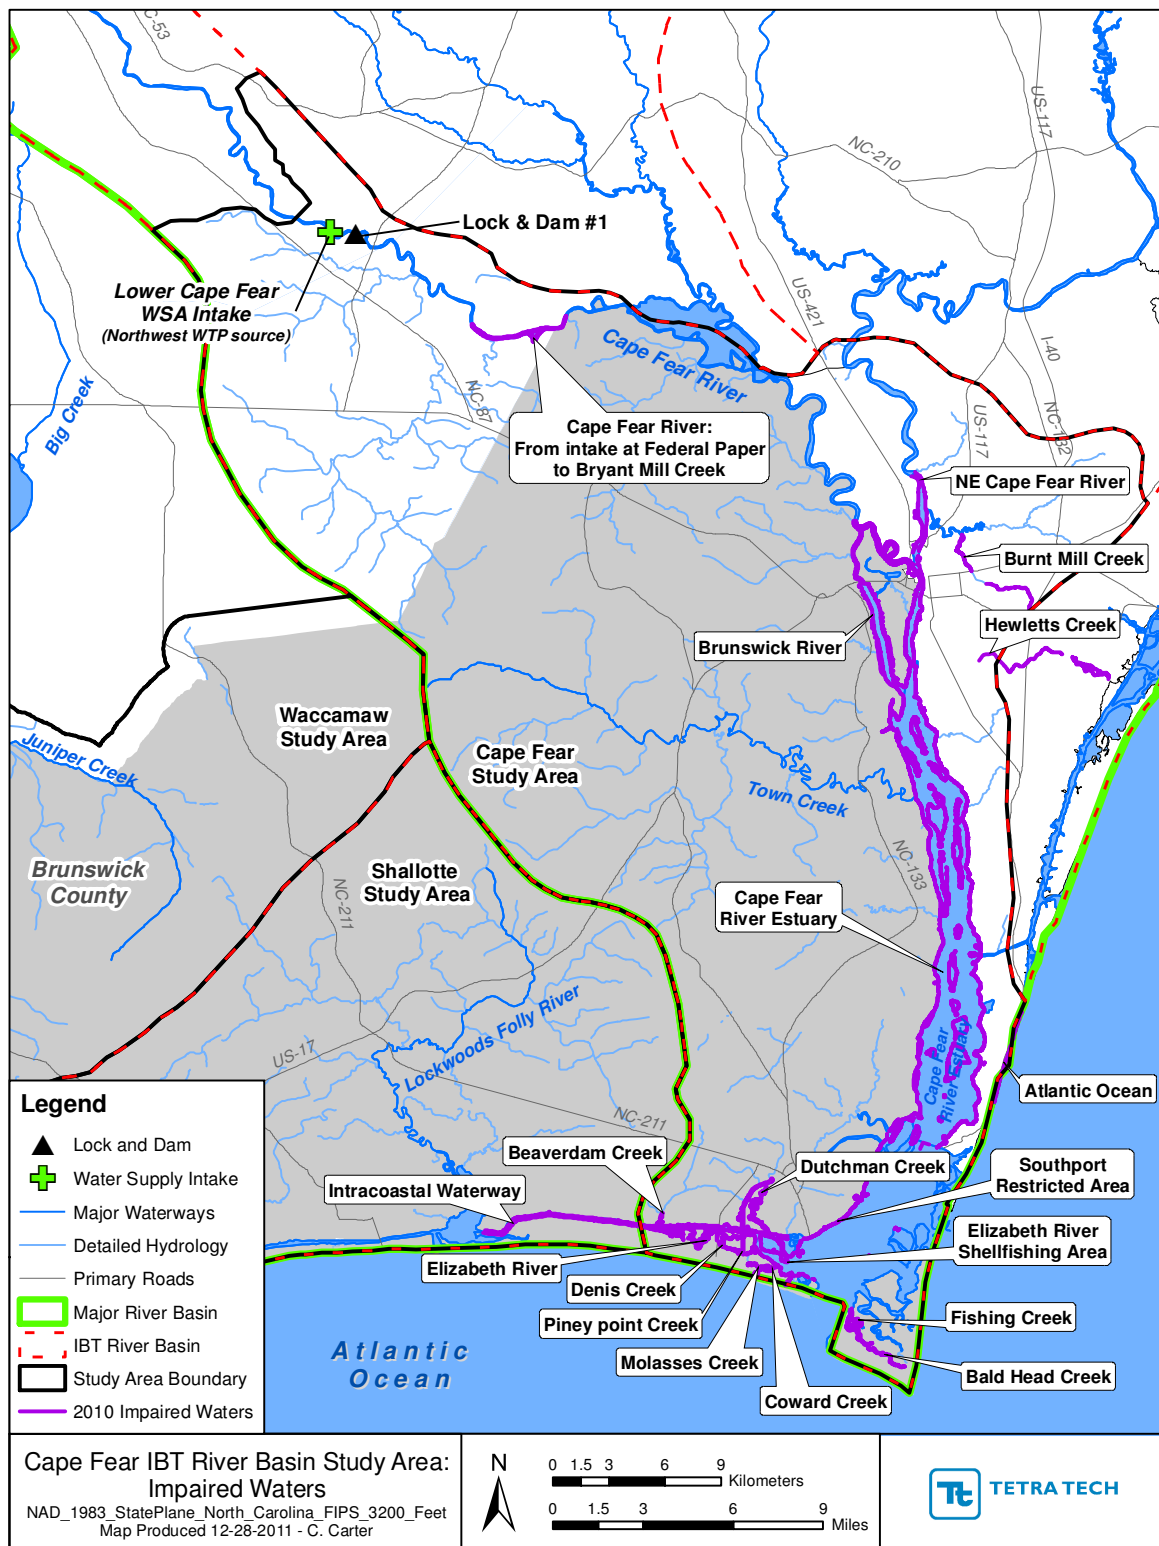 NC-53
US-117
NC-210
Lock & Dam #1
Lower Cape Fear
WSA Intake
(Northwest WTP source)
US-421
I-40
Cape Fear River
NC-87
Big Creek
US-117
NC-132
Cape Fear River:
From intake at Federal Paper
to Bryant Mill Creek
NE Cape Fear River
Burnt Mill Creek
Hewletts Creek
Brunswick River
Waccamaw
Study Area
Cape Fear
Study Area
Juniper Creek
Town Creek
Brunswick
County
Shallotte
Study Area
NC-133
NC-211
Cape Fear
River Estuary
Lockwoods Folly River
US-17
Cape Fear
River Estuary
Atlantic Ocean
NC-211
Beaverdam Creek
Dutchman Creek
Southport
Restricted Area
Intracoastal Waterway
Elizabeth River
Shellfishing Area
Elizabeth River
Denis Creek
Piney point Creek
Fishing Creek
Molasses Creek
Bald Head Creek
Coward Creek
Atlantic
Ocean
Legend
Lock and Dam
Water Supply Intake
Major Waterways
Detailed Hydrology
Primary Roads
Major River Basin
IBT River Basin
Study Area Boundary
2010 Impaired Waters
Cape Fear IBT River Basin Study Area:
Impaired Waters
NAD_1983_StatePlane_North_Carolina_FIPS_3200_Feet
Map Produced 12-28-2011 - C. Carter
N
0 1.5 3 6 9
Kilometers
0 1.5 3 6 9
Miles
Tt TETRA TECH